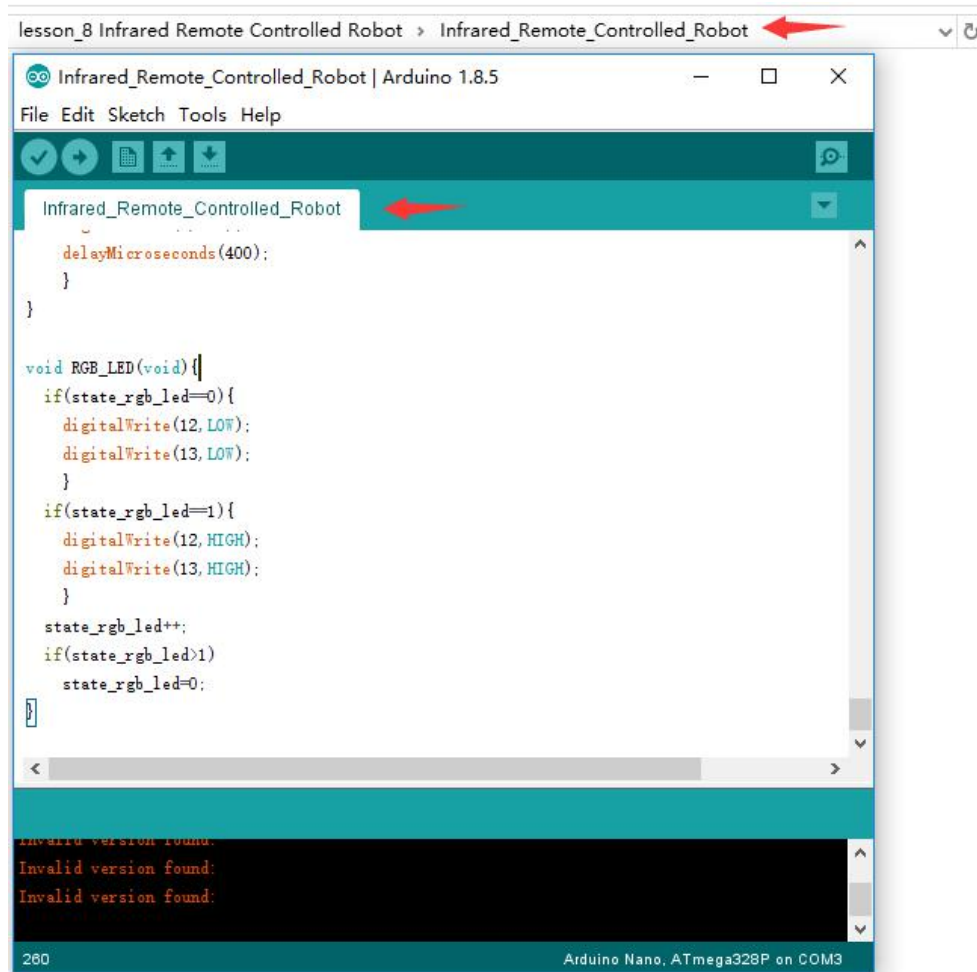 lesson_8 Infrared Remote Controlled Robot › Infrared_Remote_Controlled_Robot
Infrared_Remote_Controlled_Robot | Arduino 1.8.5
File Edit Sketch Tools Help
Infrared_Remote_Controlled_Robot
delayMicroseconds(400);
}
}
void RGB_LED(void){
if(state_rgb_led==0){
digitalWrite(12,LOW);
digitalWrite(13,LOW);
}
if(state_rgb_led==1){
digitalWrite(12,HIGH);
digitalWrite(13,HIGH);
}
state_rgb_led++;
if(state_rgb_led>1)
state_rgb_led=0;
}
Invalid version found:
Invalid version found:
Invalid version found:
260 Arduino Nano, ATmega328P on COM3